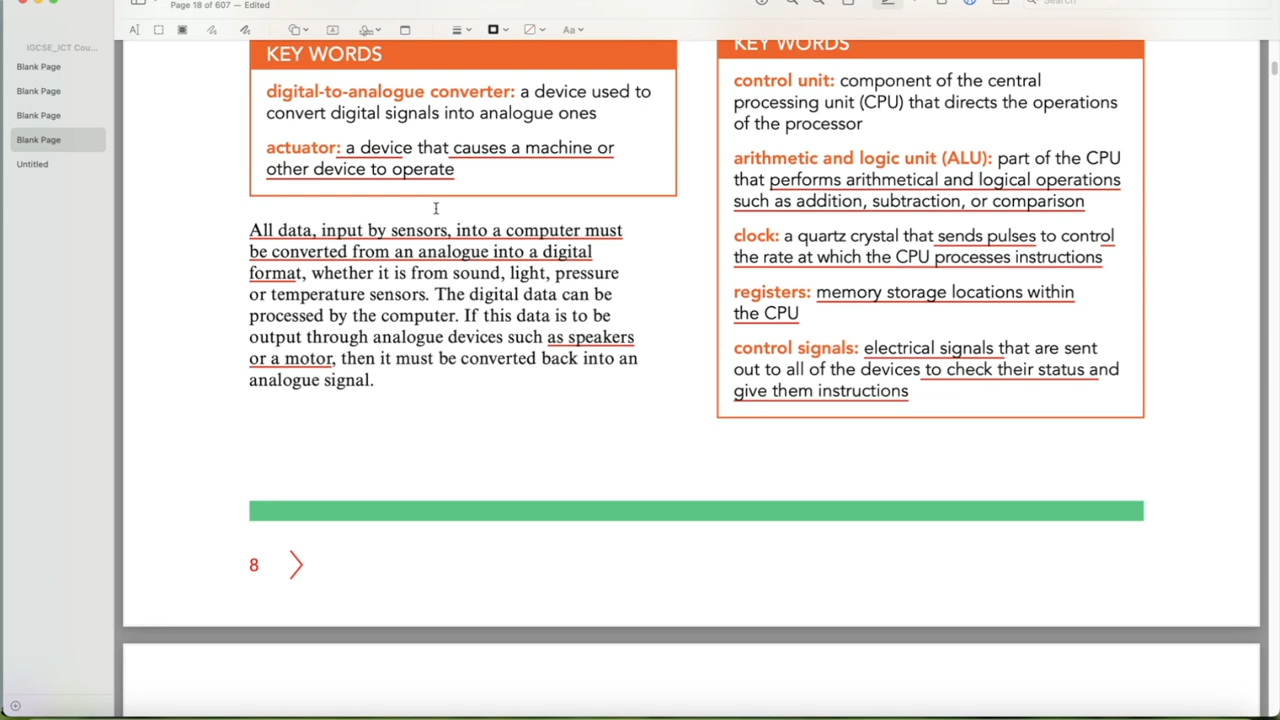 Page 18 of 607 — Edited
Search
Aa
IGCSE_ICT Cou...
Blank Page
Blank Page
Blank Page
Blank Page
Untitled
KEY WORDS
digital-to-analogue converter: a device used to
convert digital signals into analogue ones
actuator: a device that causes a machine or
other device to operate
All data, input by sensors, into a computer must
be converted from an analogue into a digital
format, whether it is from sound, light, pressure
or temperature sensors. The digital data can be
processed by the computer. If this data is to be
output through analogue devices such as speakers
or a motor, then it must be converted back into an
analogue signal.
KEY WORDS
control unit: component of the central
processing unit (CPU) that directs the operations
of the processor
arithmetic and logic unit (ALU): part of the CPU
that performs arithmetical and logical operations
such as addition, subtraction, or comparison
clock: a quartz crystal that sends pulses to control
the rate at which the CPU processes instructions
registers: memory storage locations within
the CPU
control signals: electrical signals that are sent
out to all of the devices to check their status and
give them instructions
8